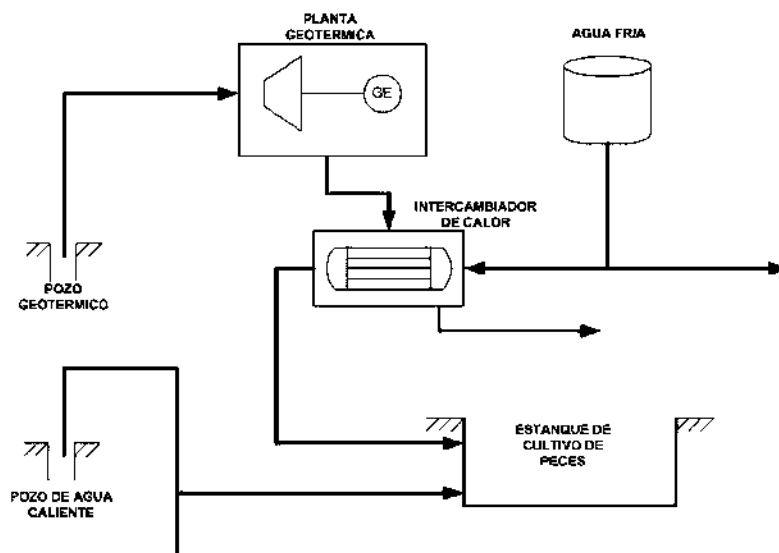 PLANTA
GEOTERMICA
AGUA FRIA
GE
INTERCAMBIADOR
DE CALOR
POZO
GEOTERMICO
ESTANQUE DE
CULTIVO DE
PECES
POZO DE AGUA
CALIENTE